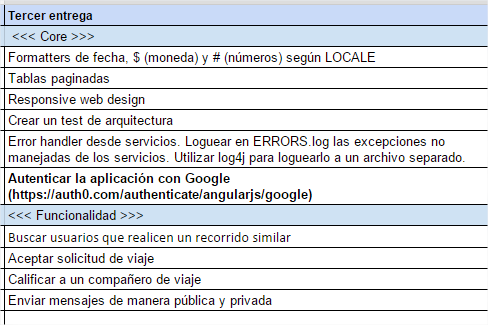 Tercer entrega
<<< Core >>>
Formatters de fecha, $ (moneda) y # (números) según LOCALE
Tablas paginadas
Responsive web design
Crear un test de arquitectura
Error handler desde servicios. Loguear en ERRORS.log las excepciones no
manejadas de los servicios. Utilizar log4j para loguearlo a un archivo separado.
Autenticar la aplicación con Google
(https://auth0.com/authenticate/angularjs/google)
<<< Funcionalidad >>>
Buscar usuarios que realicen un recorrido similar
Aceptar solicitud de viaje
Calificar a un compañero de viaje
Enviar mensajes de manera pública y privada